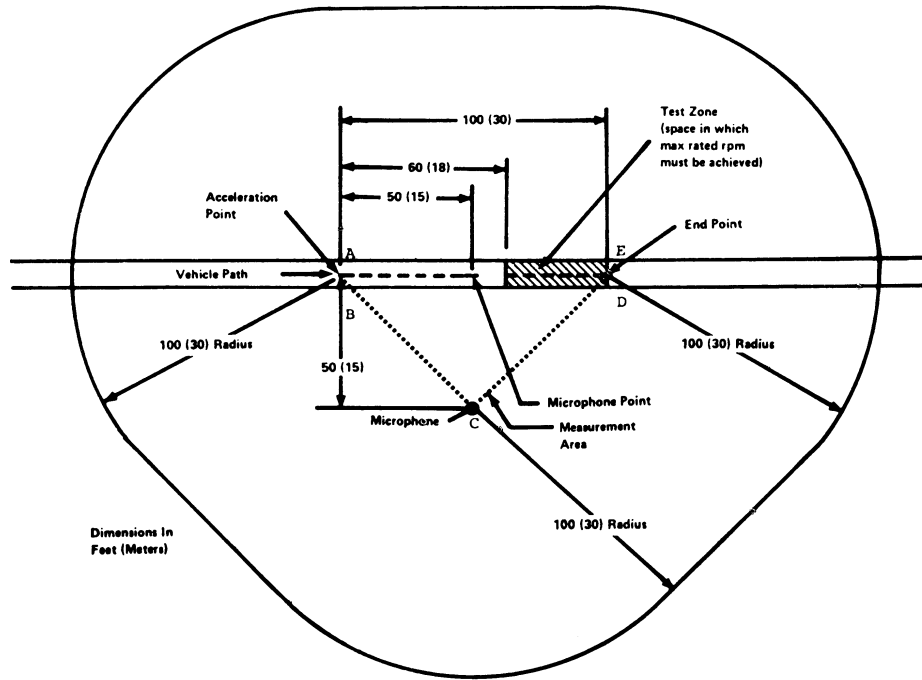 100 (30)
Test Zone
(space in which
max rated rpm
must be achieved)
60 (18)
50 (15)
Acceleration
Point
End Point
A
E
Vehicle Path
B
D
100 (30) Radius
100 (30) Radius
50 (15)
Microphone Point
Microphone
C
Measurement
Area
100 (30) Radius
Dimensions In
Feet (Meters)